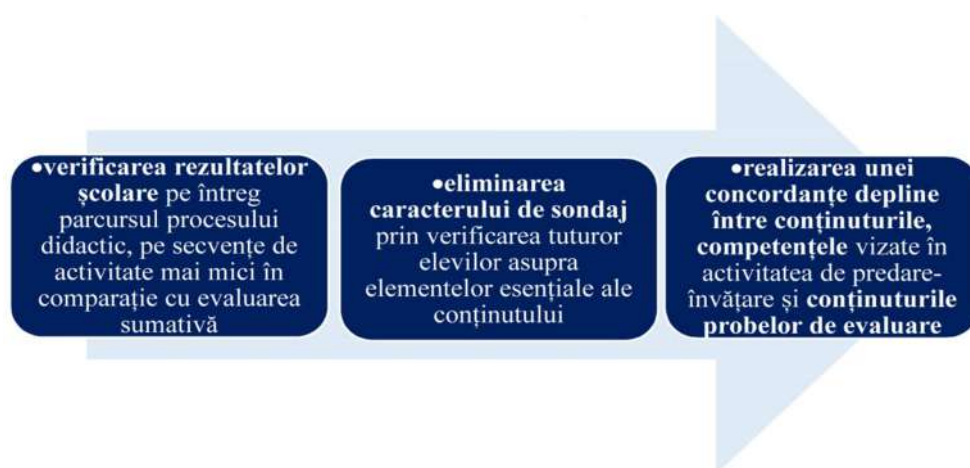 •verificarea rezultatelor
școlare pe întreg
parcursul procesului
didactic, pe secvențe de
activitate mai mici în
comparație cu evaluarea
sumativă
•eliminarea
caracterului de sondaj
prin verificarea tuturor
elevilor asupra
elementelor esențiale ale
conținutului
•realizarea unei
concordanțe depline
între conținuturile,
competențele vizate în
activitatea de predare-
învățare și conținuturile
probelor de evaluare